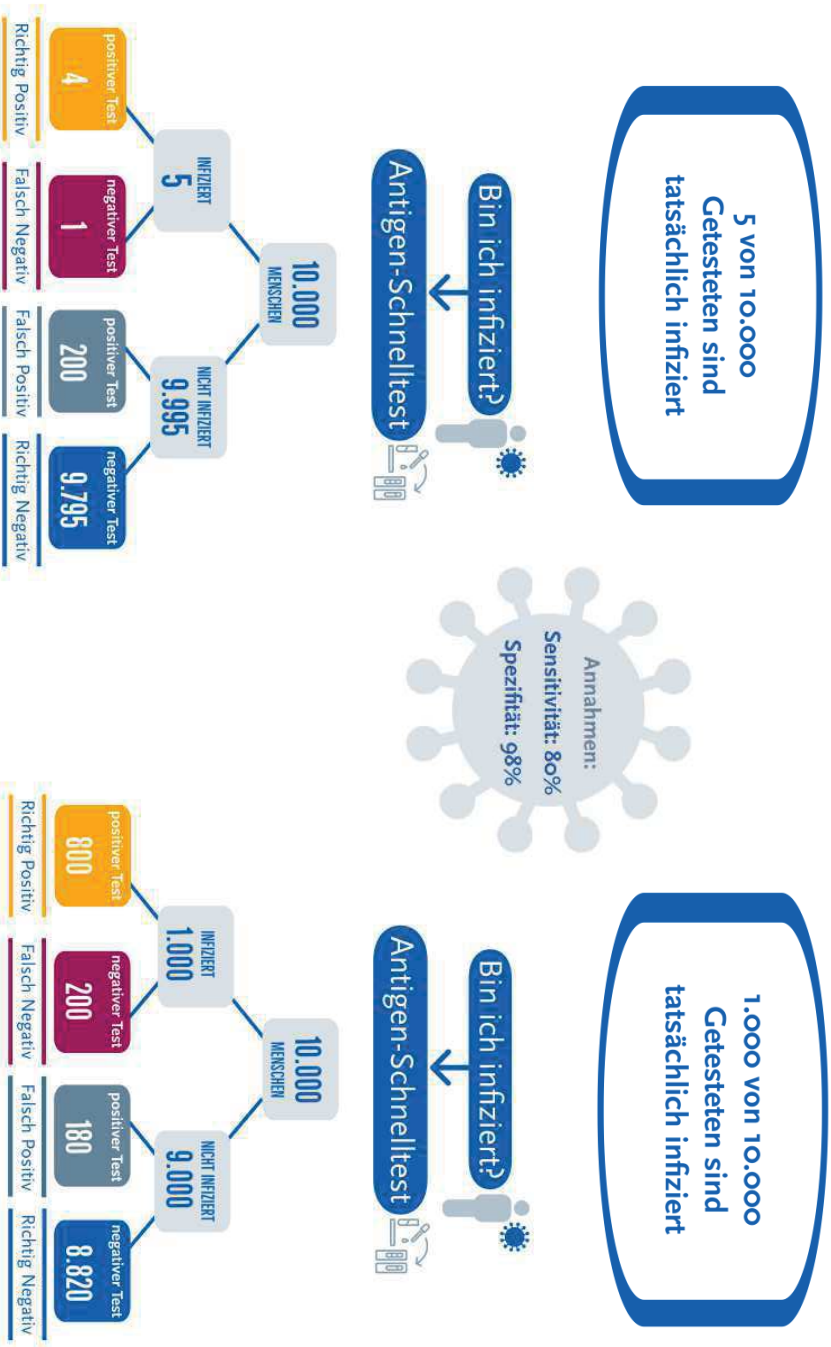 5 von 10.000
Getesteten sind
tatsächlich infiziert
Bin ich infiziert?
Antigen-Schnelltest
10.000
MENSCHEN
INFIZIERT
5
NICHT INFIZIERT
9.995
positiver Test
4
negativer Test
1
positiver Test
200
negativer Test
9.795
Richtig Positiv
Falsch Negativ
Falsch Positiv
Richtig Negativ
Annahmen:
Sensitivität: 80%
Spezifität: 98%
1.000 von 10.000
Getesteten sind
tatsächlich infiziert
Bin ich infiziert?
Antigen-Schnelltest
10.000
MENSCHEN
INFIZIERT
1.000
NICHT INFIZIERT
9.000
positiver Test
800
negativer Test
200
positiver Test
180
negativer Test
8.820
Richtig Positiv
Falsch Negativ
Falsch Positiv
Richtig Negativ